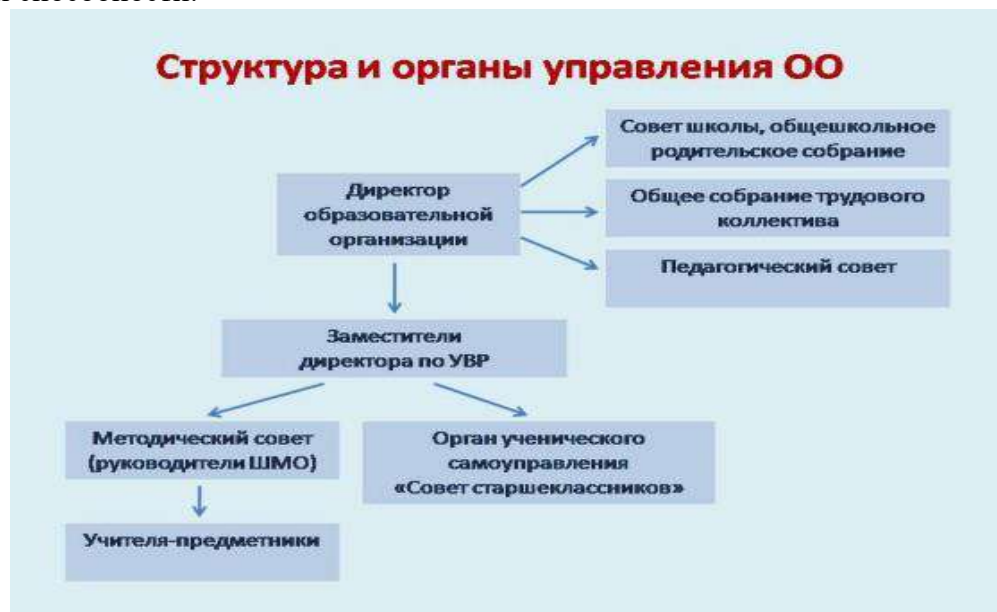 Структура и органы управления ОО
Совет школы, общешкольное
родительское собрание
Директор
образовательной
организации
Общее собрание трудового
коллектива
Педагогический совет
Заместители
директора по УВР
Методический совет
(руководители ШМО)
Орган ученического
самоуправления
«Совет старшеклассников»
Учителя-предметники